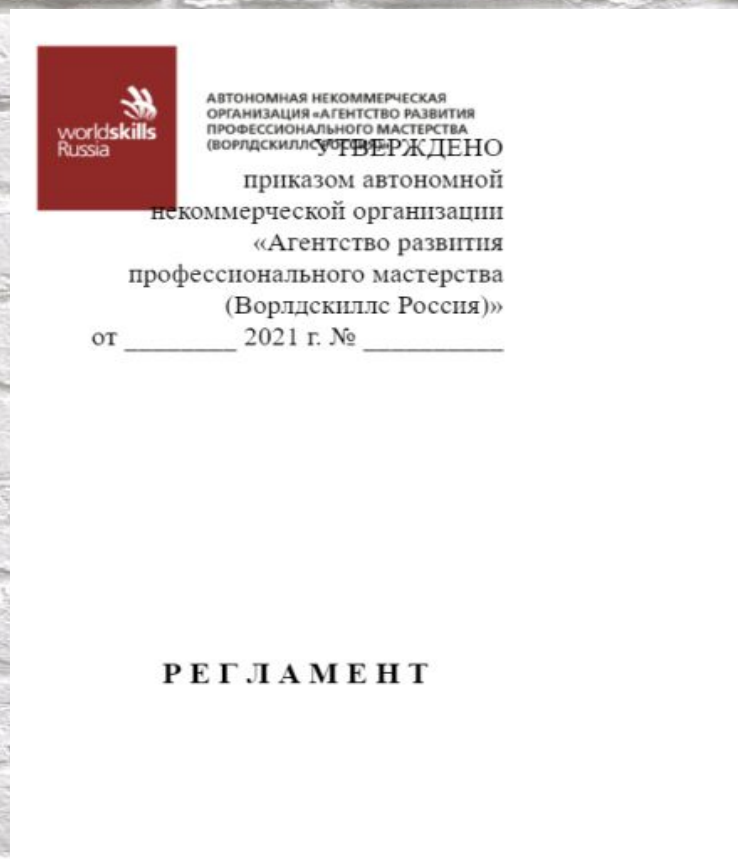 worldskills
Russia
АВТОНОМНАЯ НЕКОММЕРЧЕСКАЯ
ОРГАНИЗАЦИЯ «АГЕНТСТВО РАЗВИТИЯ
ПРОФЕССИОНАЛЬНОГО МАСТЕРСТВА
(ВОРЛДСКИЛЛС РОССИЯ)»
УТВЕРЖДЕНО
приказом автономной
некоммерческой организации
«Агентство развития
профессионального мастерства
(Ворлдскиллс Россия)»
от ________ 2021 г. № __________
Р Е Г Л А М Е Н Т